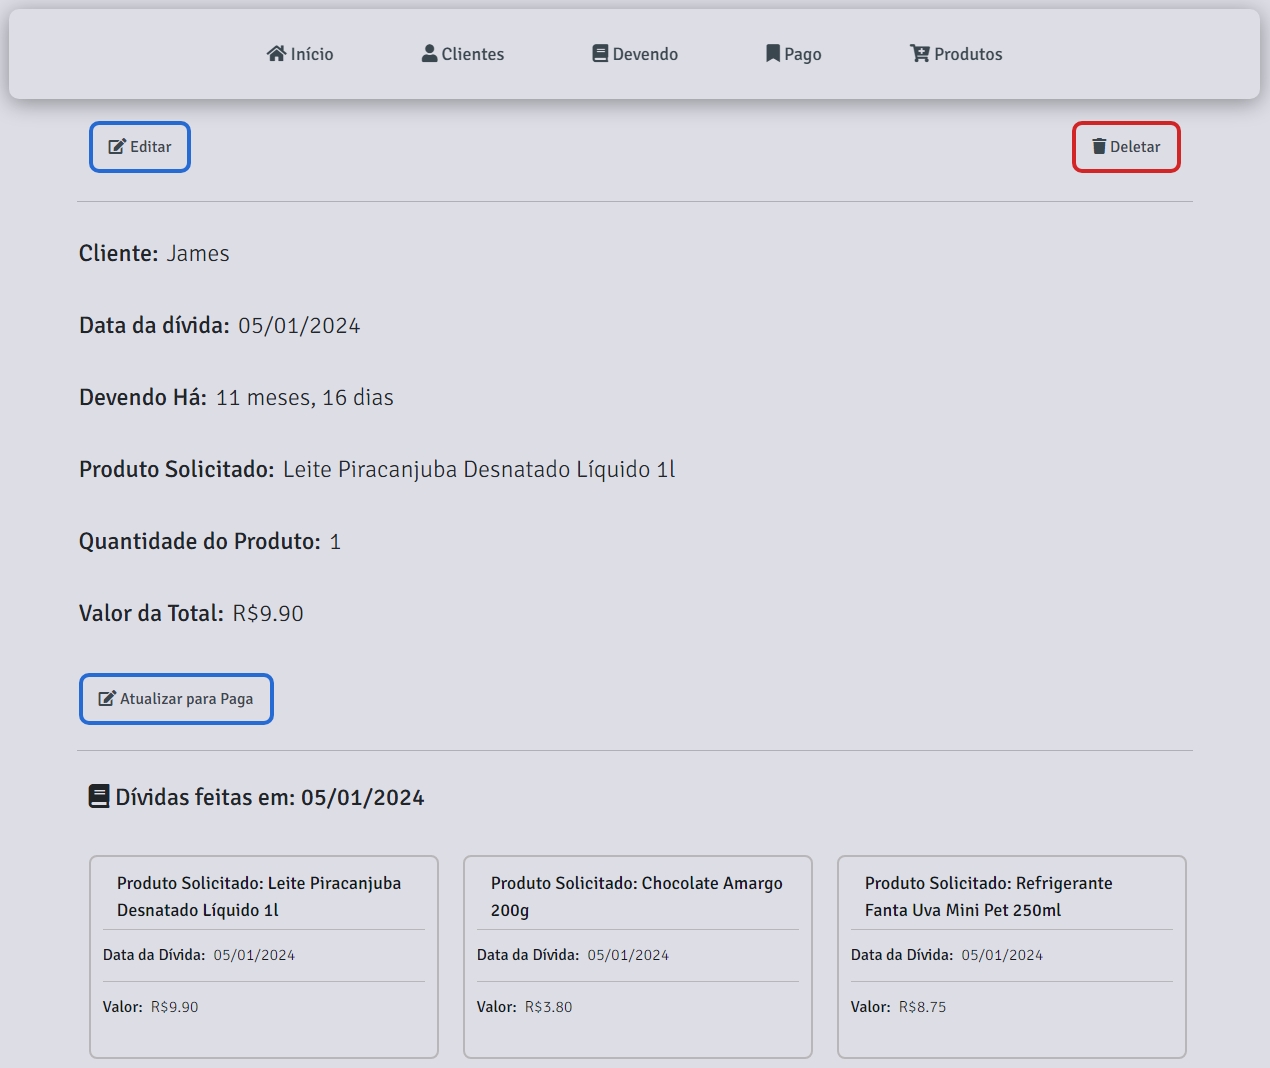 Início Clientes Devendo Pago Produtos
Editar Deletar
Cliente: James
Data da dívida: 05/01/2024
Devendo Há: 11 meses, 16 dias
Produto Solicitado: Leite Piracanjuba Desnatado Líquido 1l
Quantidade do Produto: 1
Valor da Total: R$9.90
Atualizar para Paga
Dívidas feitas em: 05/01/2024
Produto Solicitado: Leite Piracanjuba
Desnatado Líquido 1l
Data da Dívida: 05/01/2024
Valor: R$9.90
Produto Solicitado: Chocolate Amargo
200g
Data da Dívida: 05/01/2024
Valor: R$3.80
Produto Solicitado: Refrigerante
Fanta Uva Mini Pet 250ml
Data da Dívida: 05/01/2024
Valor: R$8.75